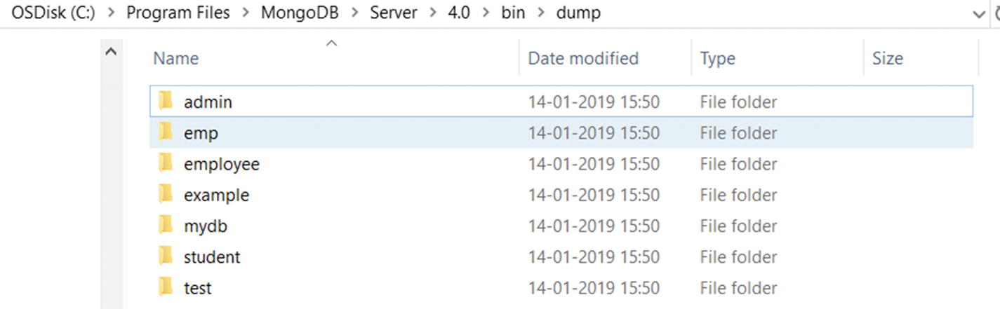 OSDisk (C:) > Program Files > MongoDB > Server > 4.0 > bin > dump
Name Date modified Type Size
admin 14-01-2019 15:50 File folder
emp 14-01-2019 15:50 File folder
employee 14-01-2019 15:50 File folder
example 14-01-2019 15:50 File folder
mydb 14-01-2019 15:50 File folder
student 14-01-2019 15:50 File folder
test 14-01-2019 15:50 File folder